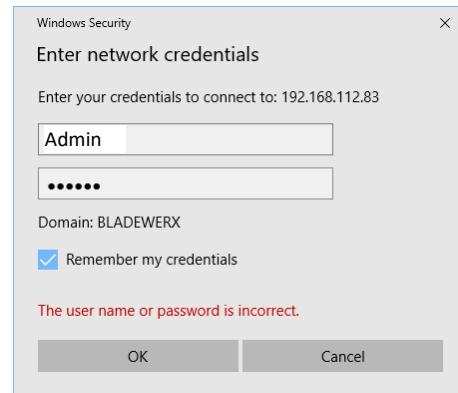 Windows Security
Enter network credentials
Enter your credentials to connect to: 192.168.112.83
Admin
••••••
Domain: BLADEWERX
Remember my credentials
The user name or password is incorrect.
OK Cancel